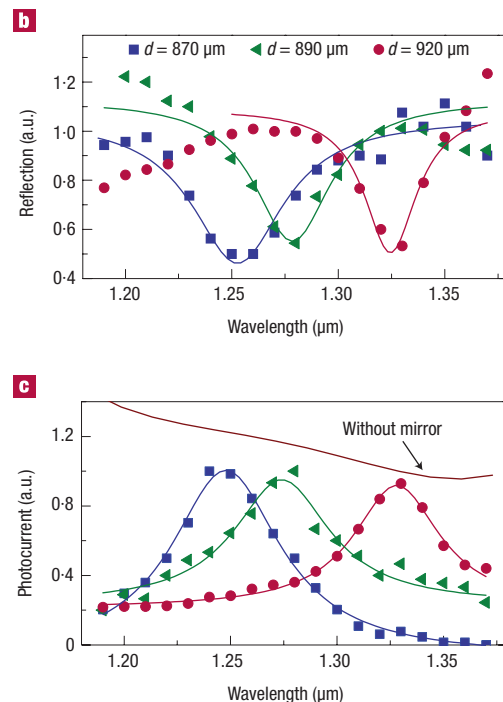 b
d = 870 µm d = 890 µm d = 920 µm
1·2
1·0
0·8
0·6
0·4
Reflection (a.u.)
1.20 1.25 1.30 1.35
Wavelength (µm)
c
Without mirror
1·2
0·8
0·4
0
Photocurrent (a.u.)
1.20 1.25 1.30 1.35
Wavelength (µm)